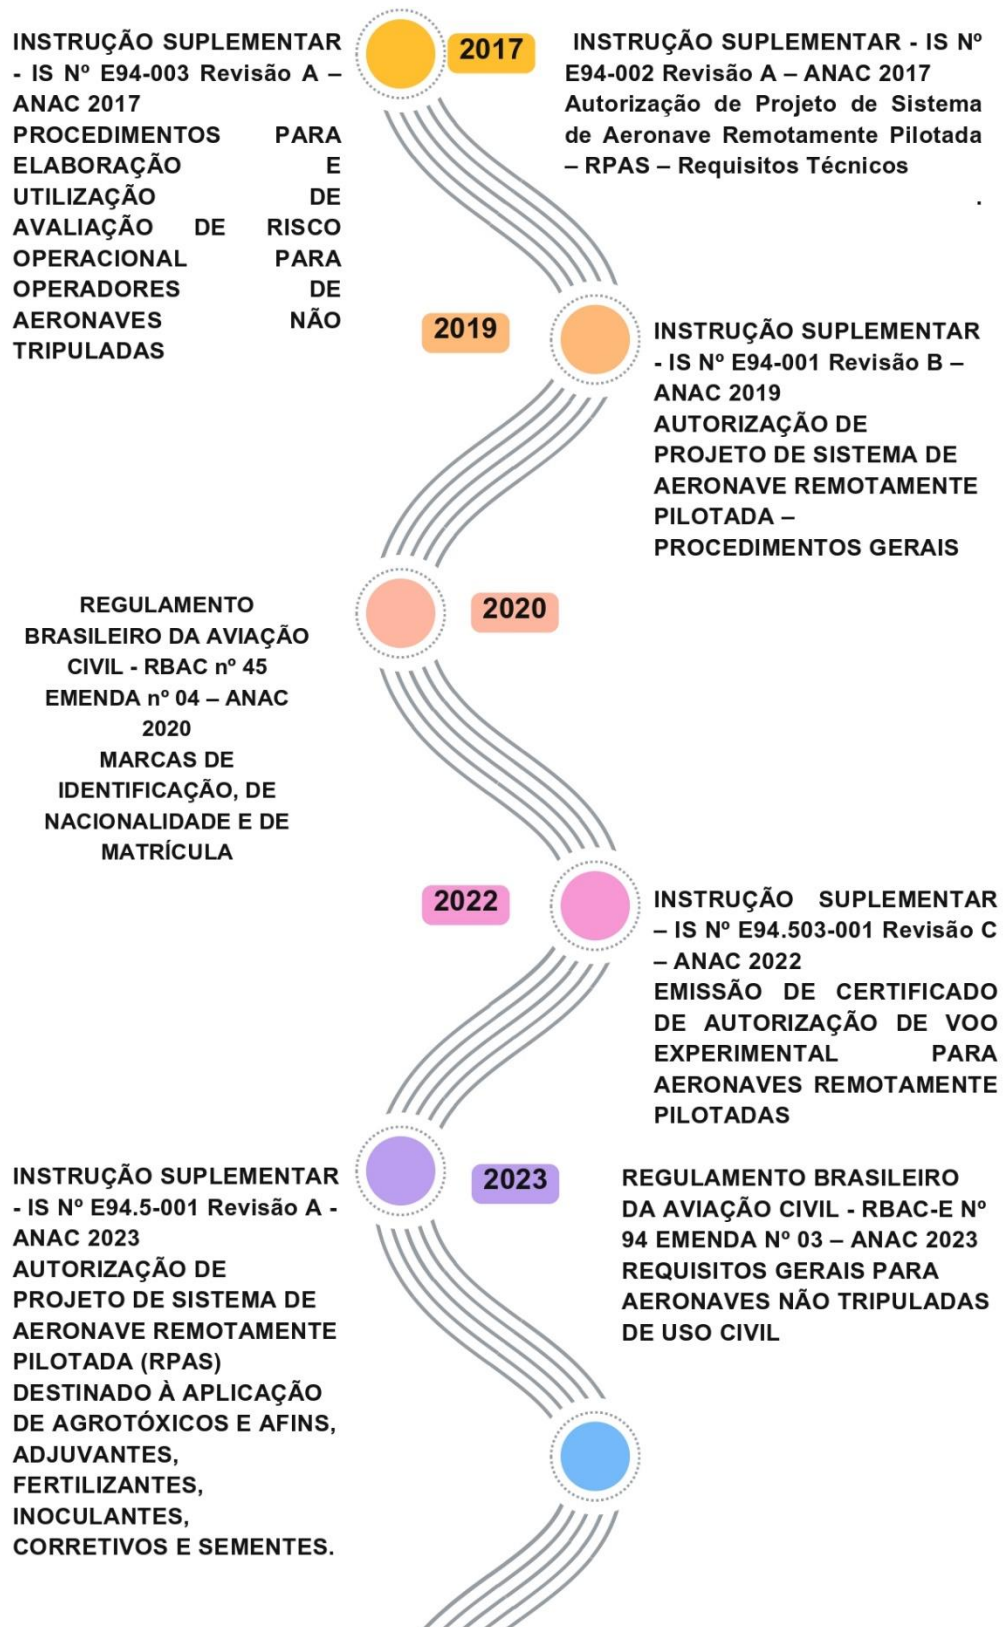 INSTRUÇÃO SUPLEMENTAR
- IS Nº E94-003 Revisão A –
ANAC 2017
PROCEDIMENTOS PARA
ELABORAÇÃO E
UTILIZAÇÃO DE
AVALIAÇÃO DE RISCO
OPERACIONAL PARA
OPERADORES DE
AERONAVES NÃO
TRIPULADAS
2017
INSTRUÇÃO SUPLEMENTAR - IS Nº
E94-002 Revisão A – ANAC 2017
Autorização de Projeto de Sistema
de Aeronave Remotamente Pilotada
– RPAS – Requisitos Técnicos
.
2019
INSTRUÇÃO SUPLEMENTAR
- IS Nº E94-001 Revisão B –
ANAC 2019
AUTORIZAÇÃO DE
PROJETO DE SISTEMA DE
AERONAVE REMOTAMENTE
PILOTADA –
PROCEDIMENTOS GERAIS
REGULAMENTO
BRASILEIRO DA AVIAÇÃO
CIVIL - RBAC nº 45
EMENDA nº 04 – ANAC
2020
MARCAS DE
IDENTIFICAÇÃO, DE
NACIONALIDADE E DE
MATRÍCULA
2020
2022
INSTRUÇÃO SUPLEMENTAR
– IS Nº E94.503-001 Revisão C
– ANAC 2022
EMISSÃO DE CERTIFICADO
DE AUTORIZAÇÃO DE VOO
EXPERIMENTAL PARA
AERONAVES REMOTAMENTE
PILOTADAS
INSTRUÇÃO SUPLEMENTAR
- IS Nº E94.5-001 Revisão A -
ANAC 2023
AUTORIZAÇÃO DE
PROJETO DE SISTEMA DE
AERONAVE REMOTAMENTE
PILOTADA (RPAS)
DESTINADO À APLICAÇÃO
DE AGROTÓXICOS E AFINS,
ADJUVANTES,
FERTILIZANTES,
INOCULANTES,
CORRETIVOS E SEMENTES.
2023
REGULAMENTO BRASILEIRO
DA AVIAÇÃO CIVIL - RBAC-E Nº
94 EMENDA Nº 03 – ANAC 2023
REQUISITOS GERAIS PARA
AERONAVES NÃO TRIPULADAS
DE USO CIVIL